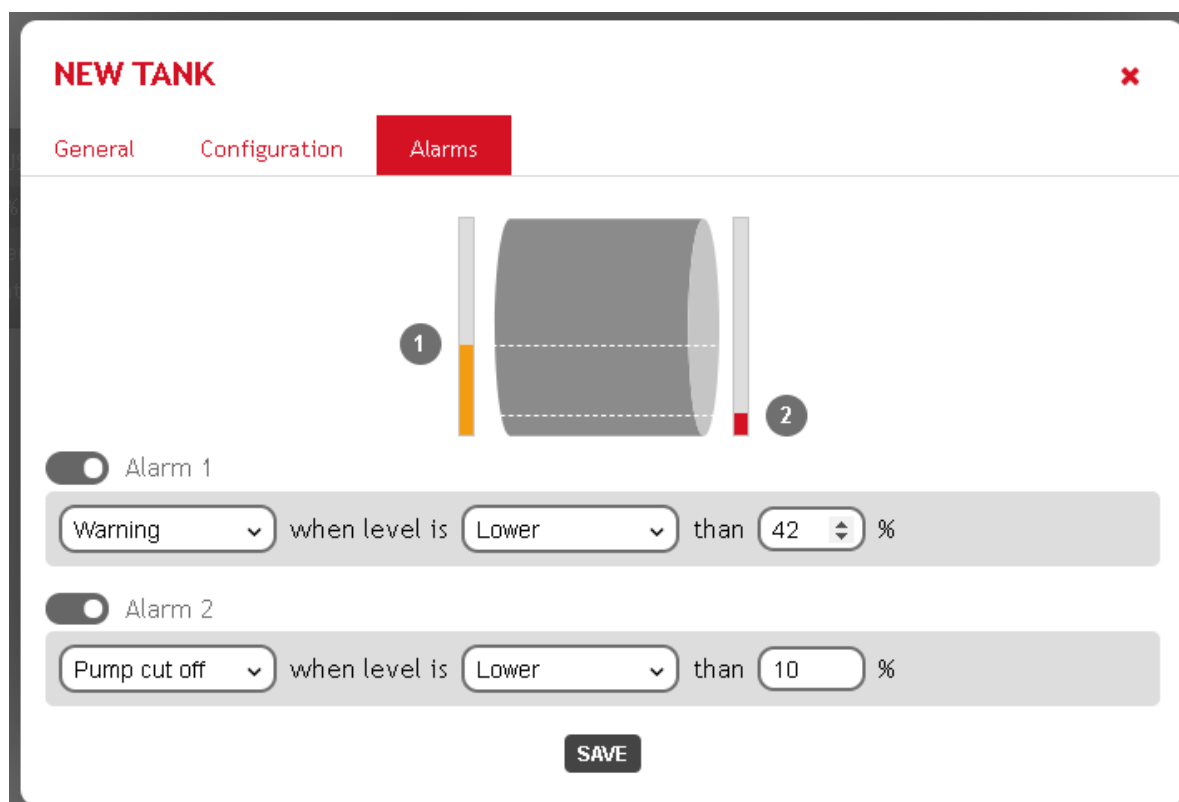 NEW TANK
General Configuration Alarms
1
2
Alarm 1
Warning when level is Lower than 42 %
Alarm 2
Pump cut off when level is Lower than 10 %
SAVE